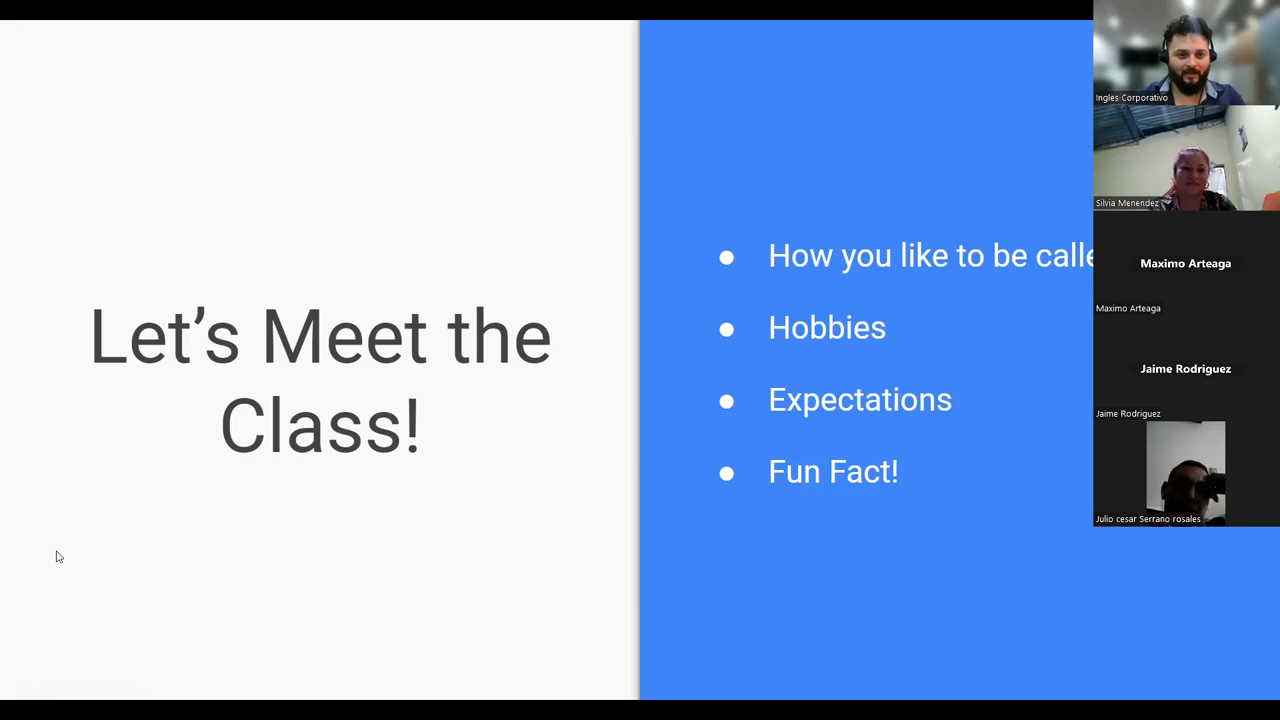 Let's Meet the
Class!
● How you like to be calle
● Hobbies
● Expectations
● Fun Fact!
Ingles Corporativo
Silvia Menendez
Maximo Arteaga
Maximo Arteaga
Jaime Rodriguez
Jaime Rodriguez
Julio cesar Serrano rosales